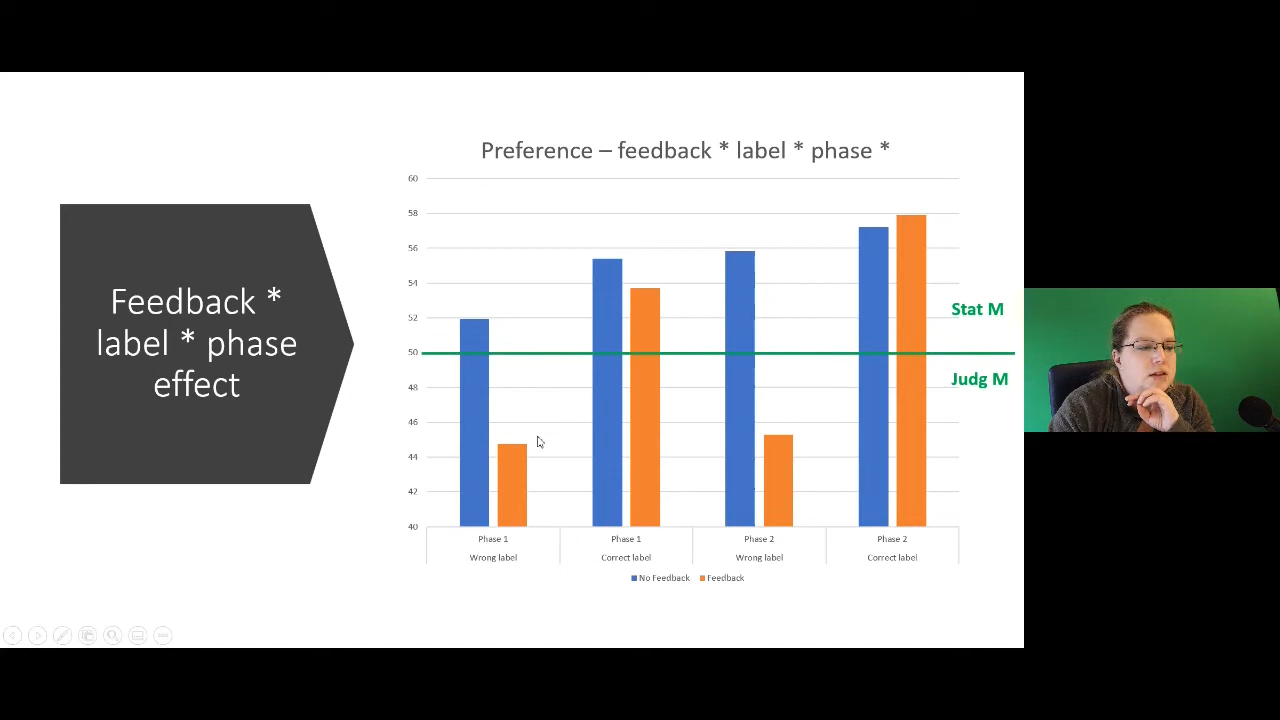 Preference – feedback * label * phase *
Feedback *
label * phase
effect
60
58
56
54
52
50
48
46
44
42
40
Stat M
Judg M
Phase 1 Phase 1 Phase 2 Phase 2
Wrong label Correct label Wrong label Correct label
No Feedback Feedback